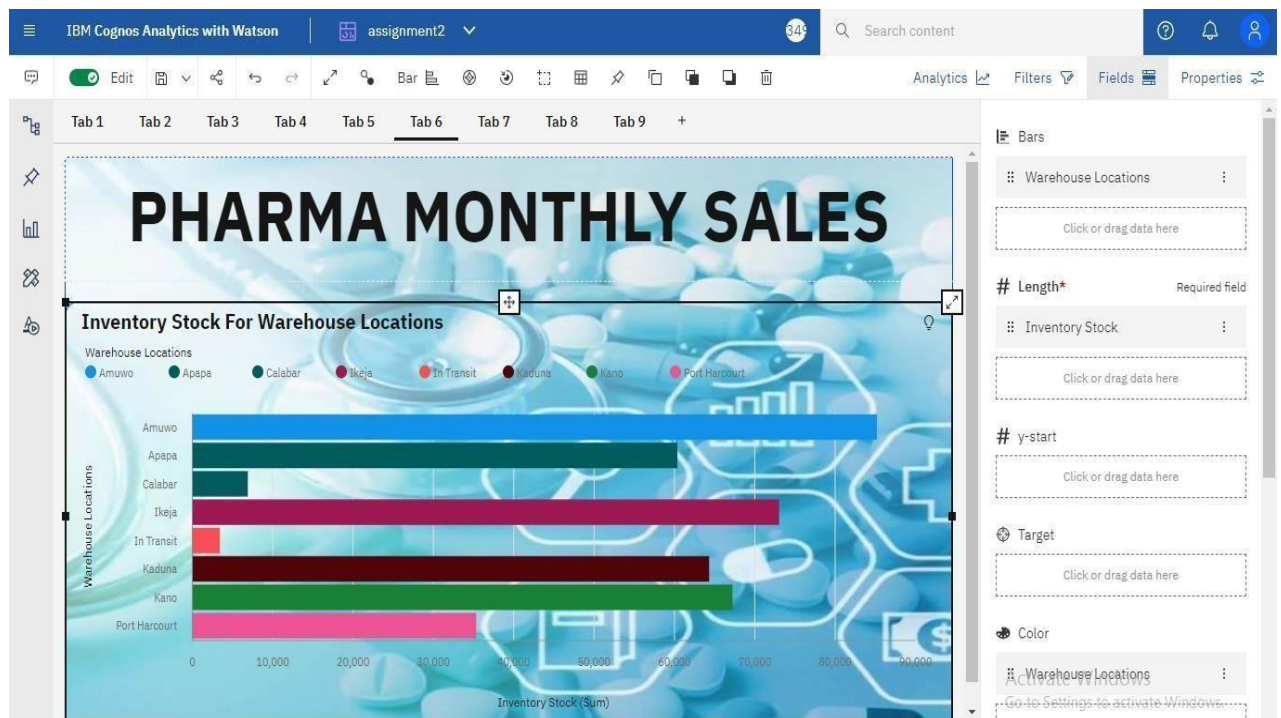 IBM Cognos Analytics with Watson
assignment2
349
Search content
Edit
Bar
Analytics
Filters
Fields
Properties
Tab 1 Tab 2 Tab 3 Tab 4 Tab 5 Tab 6 Tab 7 Tab 8 Tab 9 +
PHARMA MONTHLY SALES
Inventory Stock For Warehouse Locations
Warehouse Locations
Amuwo Apapa Calabar Ikeja In Transit Kaduna Kano Port Harcourt
Warehouse Locations
Amuwo
Apapa
Calabar
Ikeja
In Transit
Kaduna
Kano
Port Harcourt
0 10,000 20,000 30,000 40,000 50,000 60,000 70,000 80,000 90,000
Inventory Stock (Sum)
Bars
Warehouse Locations
Click or drag data here
# Length* Required field
Inventory Stock
Click or drag data here
# y-start
Click or drag data here
Target
Click or drag data here
Color
Warehouse Locations
Activate Windows
Go to Settings to activate Windows.